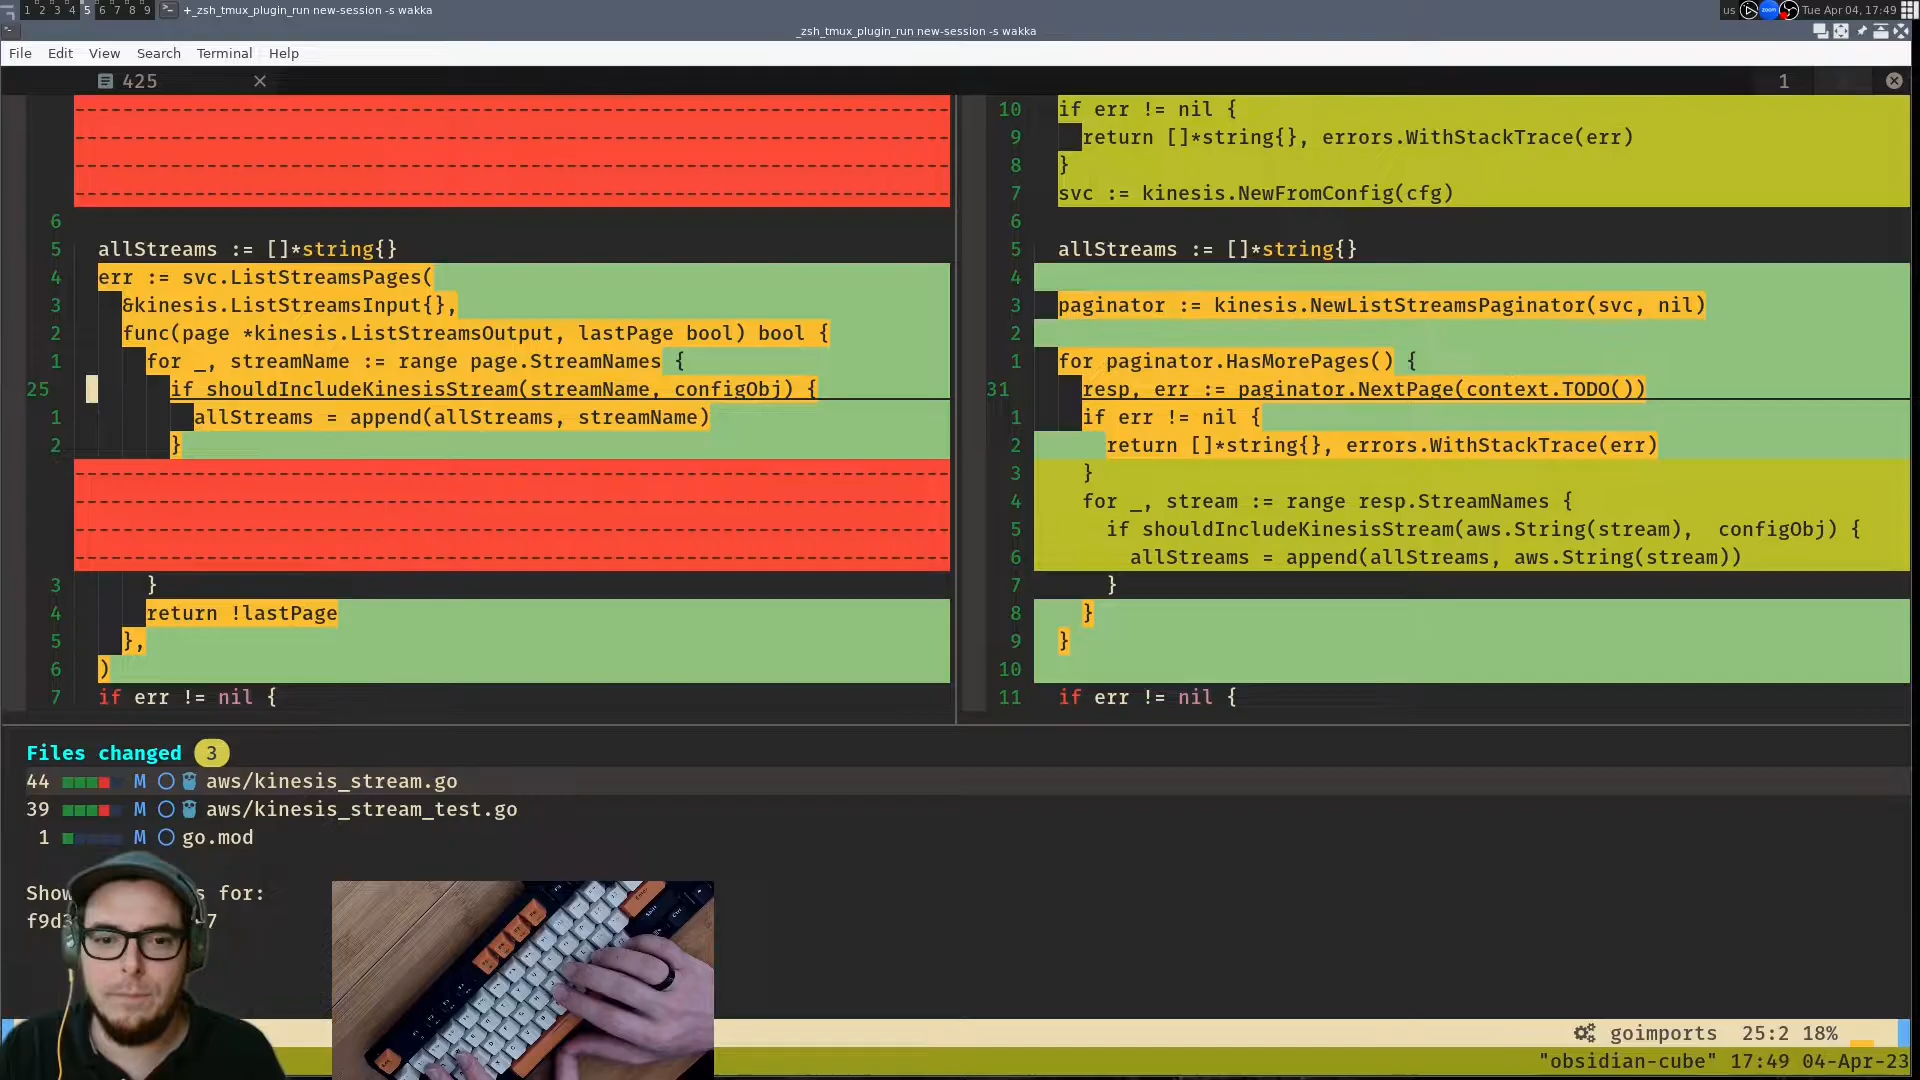 1 2 3 4 5 6 7 8 9
+_zsh_tmux_plugin_run new-session -s wakka
us
zoom
Tue Apr 04, 17:49
_zsh_tmux_plugin_run new-session -s wakka
File Edit View Search Terminal Help
425
1
6
5 allStreams := []*string{}
4 err := svc.ListStreamsPages(
3 &kinesis.ListStreamsInput{},
2 func(page *kinesis.ListStreamsOutput, lastPage bool) bool {
1 for _, streamName := range page.StreamNames {
25 if shouldIncludeKinesisStream(streamName, configObj) {
1 allStreams = append(allStreams, streamName)
2 }
3 }
4 return !lastPage
5 },
6 )
7 if err != nil {
10 if err != nil {
9 return []*string{}, errors.WithStackTrace(err)
8 }
7 svc := kinesis.NewFromConfig(cfg)
6
5 allStreams := []*string{}
4
3 paginator := kinesis.NewListStreamsPaginator(svc, nil)
2
1 for paginator.HasMorePages() {
31 resp, err := paginator.NextPage(context.TODO())
1 if err != nil {
2 return []*string{}, errors.WithStackTrace(err)
3 }
4 for _, stream := range resp.StreamNames {
5 if shouldIncludeKinesisStream(aws.String(stream),  configObj) {
6 allStreams = append(allStreams, aws.String(stream))
7 }
8 }
9 }
10
11 if err != nil {
Files changed 3
44 M aws/kinesis_stream.go
39 M aws/kinesis_stream_test.go
1 M go.mod
for:
goimports 25:2 18%
"obsidian-cube" 17:49 04-Apr-23